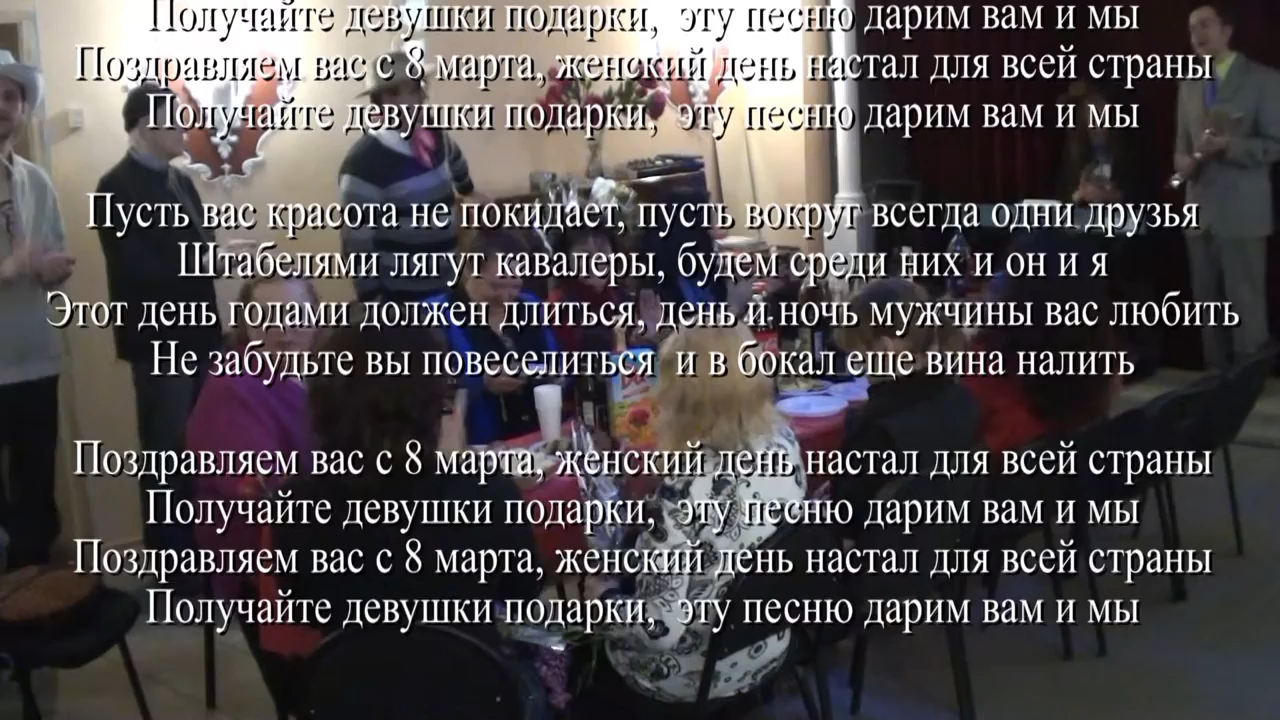 Получайте девушки подарки, эту песню дарим вам и мы
Поздравляем вас с 8 марта, женский день настал для всей страны
Получайте девушки подарки, эту песню дарим вам и мы
Пусть вас красота не покидает, пусть вокруг всегда одни друзья
Штабелями лягут кавалеры, будем среди них и он и я
Этот день годами должен длиться, день и ночь мужчины вас любить
Не забудьте вы повеселиться и в бокал еще вина налить
Поздравляем вас с 8 марта, женский день настал для всей страны
Получайте девушки подарки, эту песню дарим вам и мы
Поздравляем вас с 8 марта, женский день настал для всей страны
Получайте девушки подарки, эту песню дарим вам и мы